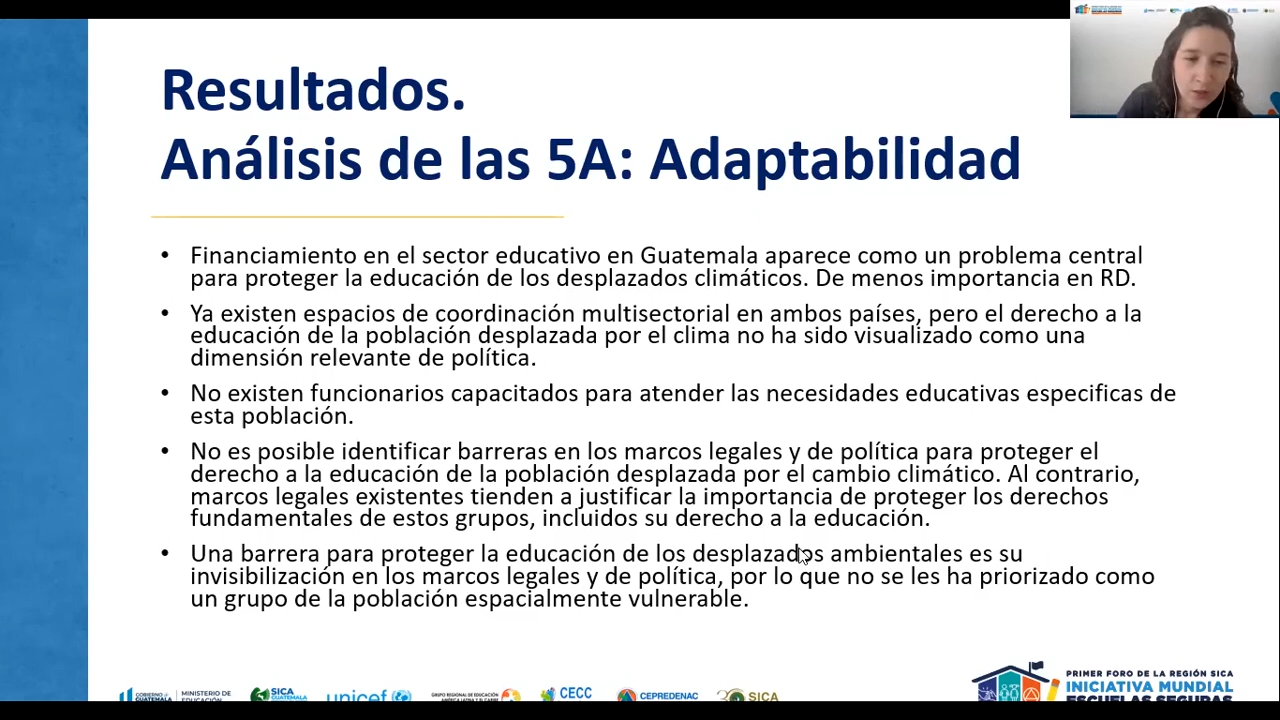 Resultados.
Análisis de las 5A: Adaptabilidad
• Financiamiento en el sector educativo en Guatemala aparece como un problema central
para proteger la educación de los desplazados climáticos. De menos importancia en RD.
• Ya existen espacios de coordinación multisectorial en ambos países, pero el derecho a la
educación de la población desplazada por el clima no ha sido visualizado como una
dimensión relevante de política.
• No existen funcionarios capacitados para atender las necesidades educativas especificas de
esta población.
• No es posible identificar barreras en los marcos legales y de política para proteger el
derecho a la educación de la población desplazada por el cambio climático. Al contrario,
marcos legales existentes tienden a justificar la importancia de proteger los derechos
fundamentales de estos grupos, incluidos su derecho a la educación.
• Una barrera para proteger la educación de los desplazados ambientales es su
invisibilización en los marcos legales y de política, por lo que no se les ha priorizado como
un grupo de la población espacialmente vulnerable.
GOBIERNO de GUATEMALA
MINISTERIO DE EDUCACIÓN
SICA GUATEMALA
unicef
GRUPO REGIONAL DE EDUCACIÓN
AMÉRICA LATINA Y EL CARIBE
CECC
CEPREDENAC
30 SICA
PRIMER FORO DE LA REGIÓN SICA
INICIATIVA MUNDIAL
ESCUELAS SEGURAS